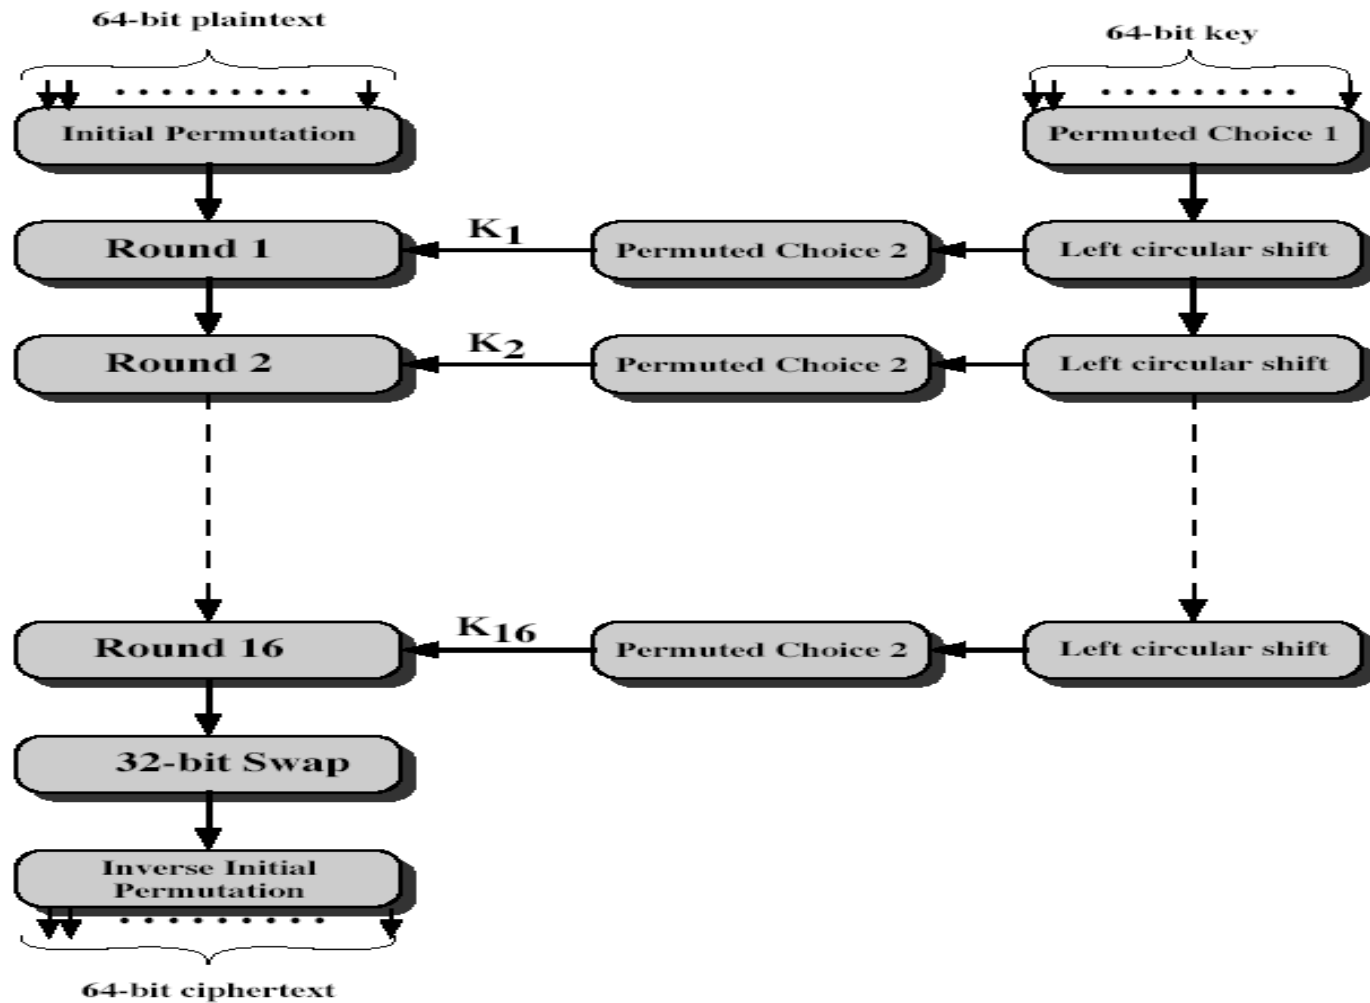 64-bit plaintext
64-bit key
Initial Permutation
Permuted Choice 1
Round 1
K1
Permuted Choice 2
Left circular shift
Round 2
K2
Permuted Choice 2
Left circular shift
Round 16
K16
Permuted Choice 2
Left circular shift
32-bit Swap
Inverse Initial
Permutation
64-bit ciphertext